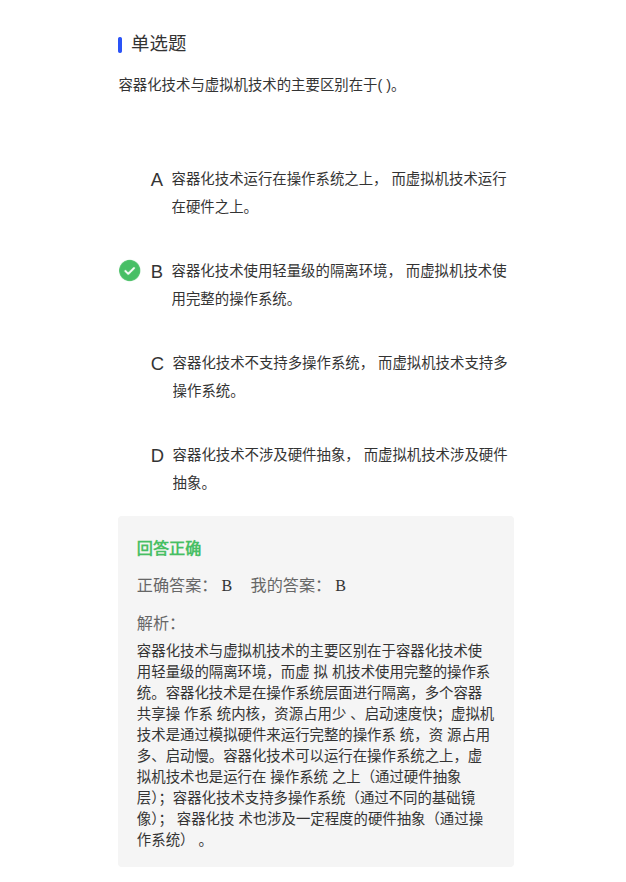 单选题
容器化技术与虚拟机技术的主要区别在于( )。
A 容器化技术运行在操作系统之上， 而虚拟机技术运行
在硬件之上。
B 容器化技术使用轻量级的隔离环境， 而虚拟机技术使
用完整的操作系统。
C 容器化技术不支持多操作系统， 而虚拟机技术支持多
操作系统。
D 容器化技术不涉及硬件抽象， 而虚拟机技术涉及硬件
抽象。
回答正确
正确答案： B 我的答案： B
解析：
容器化技术与虚拟机技术的主要区别在于容器化技术使
用轻量级的隔离环境，而虚 拟 机技术使用完整的操作系
统。容器化技术是在操作系统层面进行隔离，多个容器
共享操 作系 统内核，资源占用少 、启动速度快；虚拟机
技术是通过模拟硬件来运行完整的操作系 统，资 源占用
多、启动慢。容器化技术可以运行在操作系统之上，虚
拟机技术也是运行在 操作系统 之上（通过硬件抽象
层）；容器化技术支持多操作系统（通过不同的基础镜
像）； 容器化技 术也涉及一定程度的硬件抽象（通过操
作系统） 。